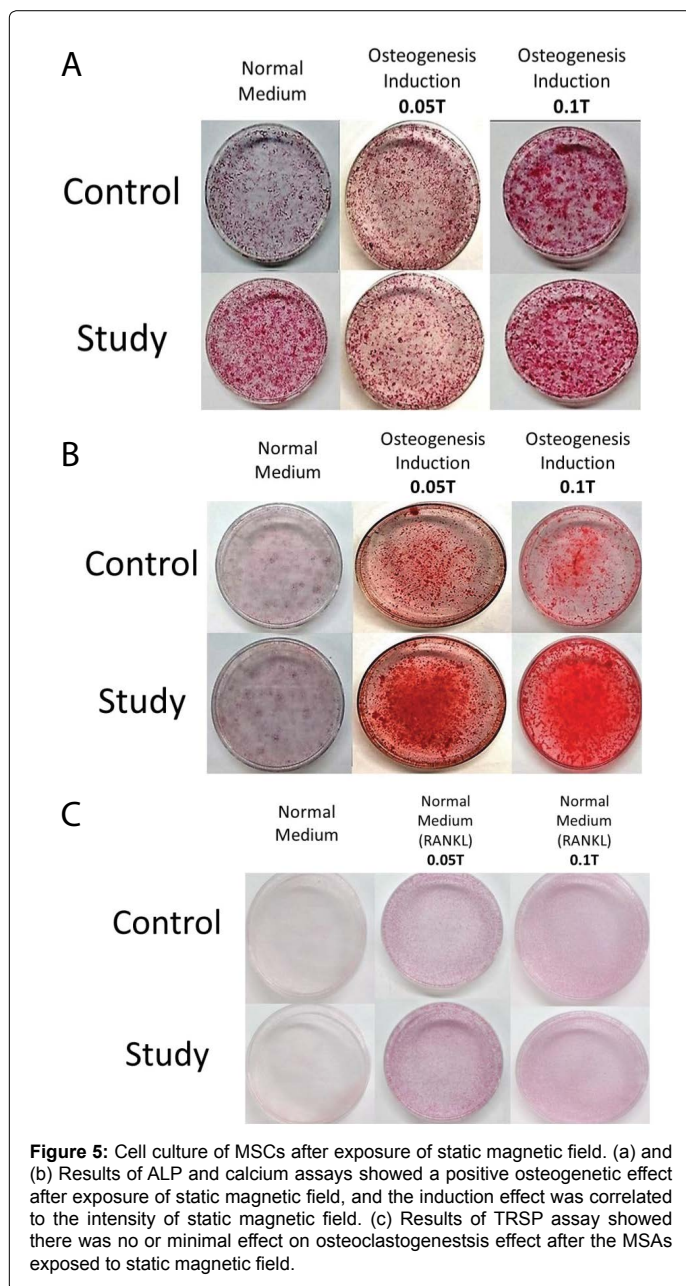 A
Normal
Medium
Osteogenesis
Induction
0.05T
Osteogenesis
Induction
0.1T
Control
Study
B
Normal
Medium
Osteogenesis
Induction
0.05T
Osteogenesis
Induction
0.1T
Control
Study
C
Normal
Medium
Normal
Medium
(RANKL)
0.05T
Normal
Medium
(RANKL)
0.1T
Control
Study
Figure 5: Cell culture of MSCs after exposure of static magnetic field. (a) and
(b) Results of ALP and calcium assays showed a positive osteogenetic effect
after exposure of static magnetic field, and the induction effect was correlated
to the intensity of static magnetic field. (c) Results of TRSP assay showed
there was no or minimal effect on osteoclastogenestsis effect after the MSAs
exposed to static magnetic field.